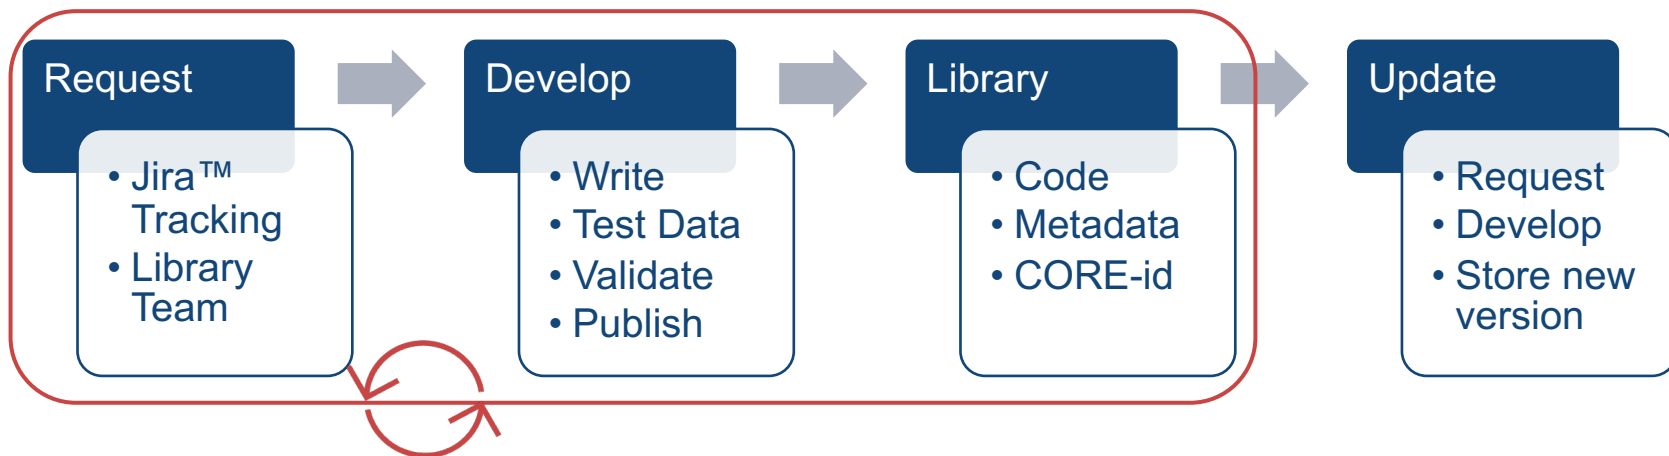 Request
• Jira™
Tracking
• Library
Team
Develop
• Write
• Test Data
• Validate
• Publish
Library
• Code
• Metadata
• CORE-id
Update
• Request
• Develop
• Store new
version